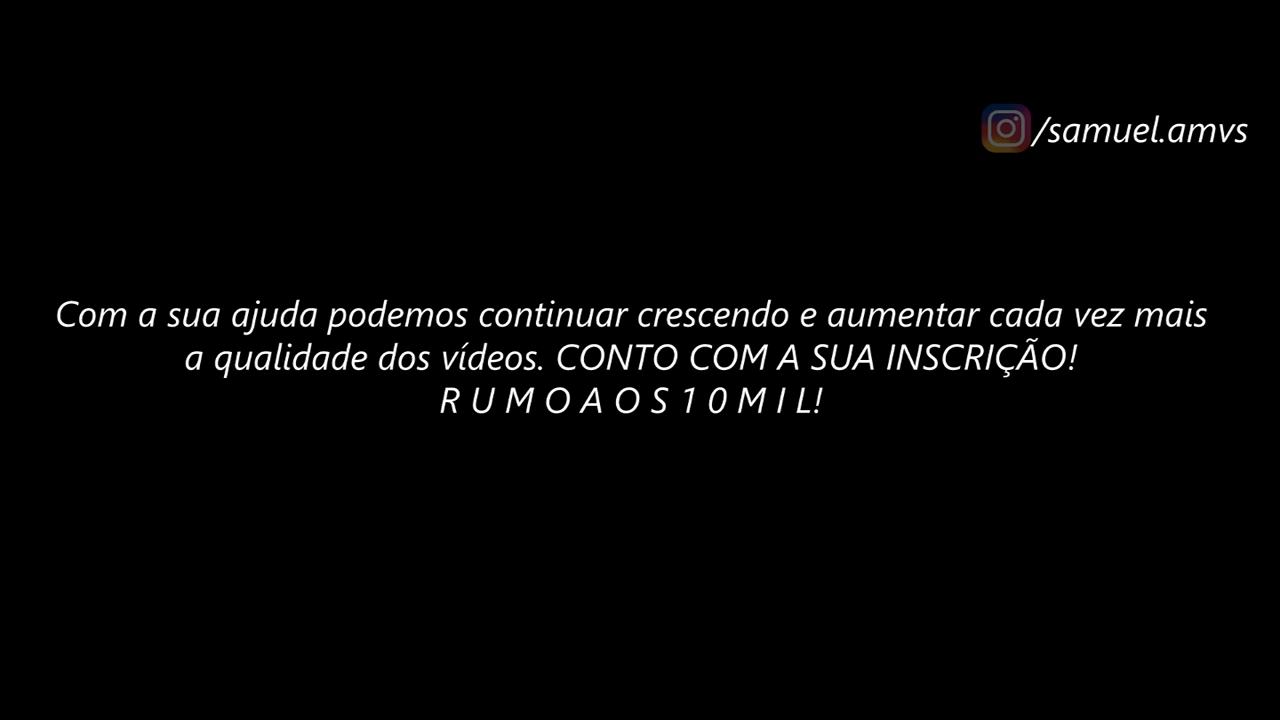 /samuel.amvs
Com a sua ajuda podemos continuar crescendo e aumentar cada vez mais
a qualidade dos vídeos. CONTO COM A SUA INSCRIÇÃO!
R U M O A O S 1 0 M I L!